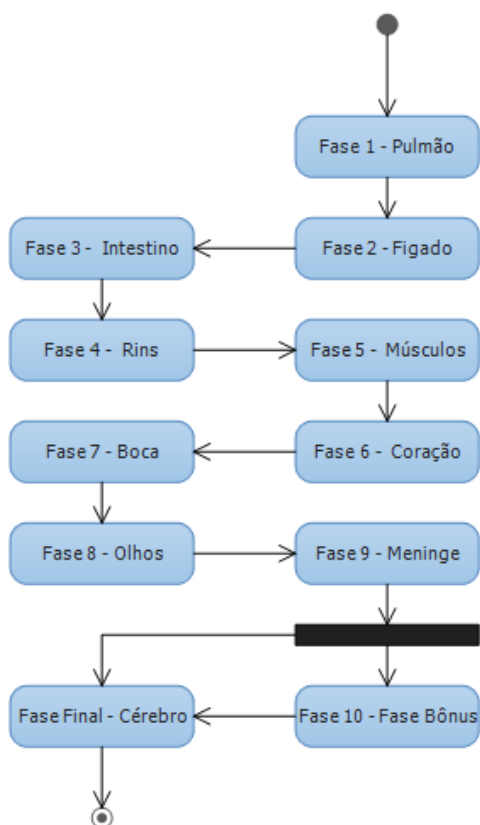 Fase 1 - Pulmão
Fase 2 - Figado
Fase 3 - Intestino
Fase 4 - Rins
Fase 5 - Músculos
Fase 6 - Coração
Fase 7 - Boca
Fase 8 - Olhos
Fase 9 - Meninge
Fase 10 - Fase Bônus
Fase Final - Cérebro